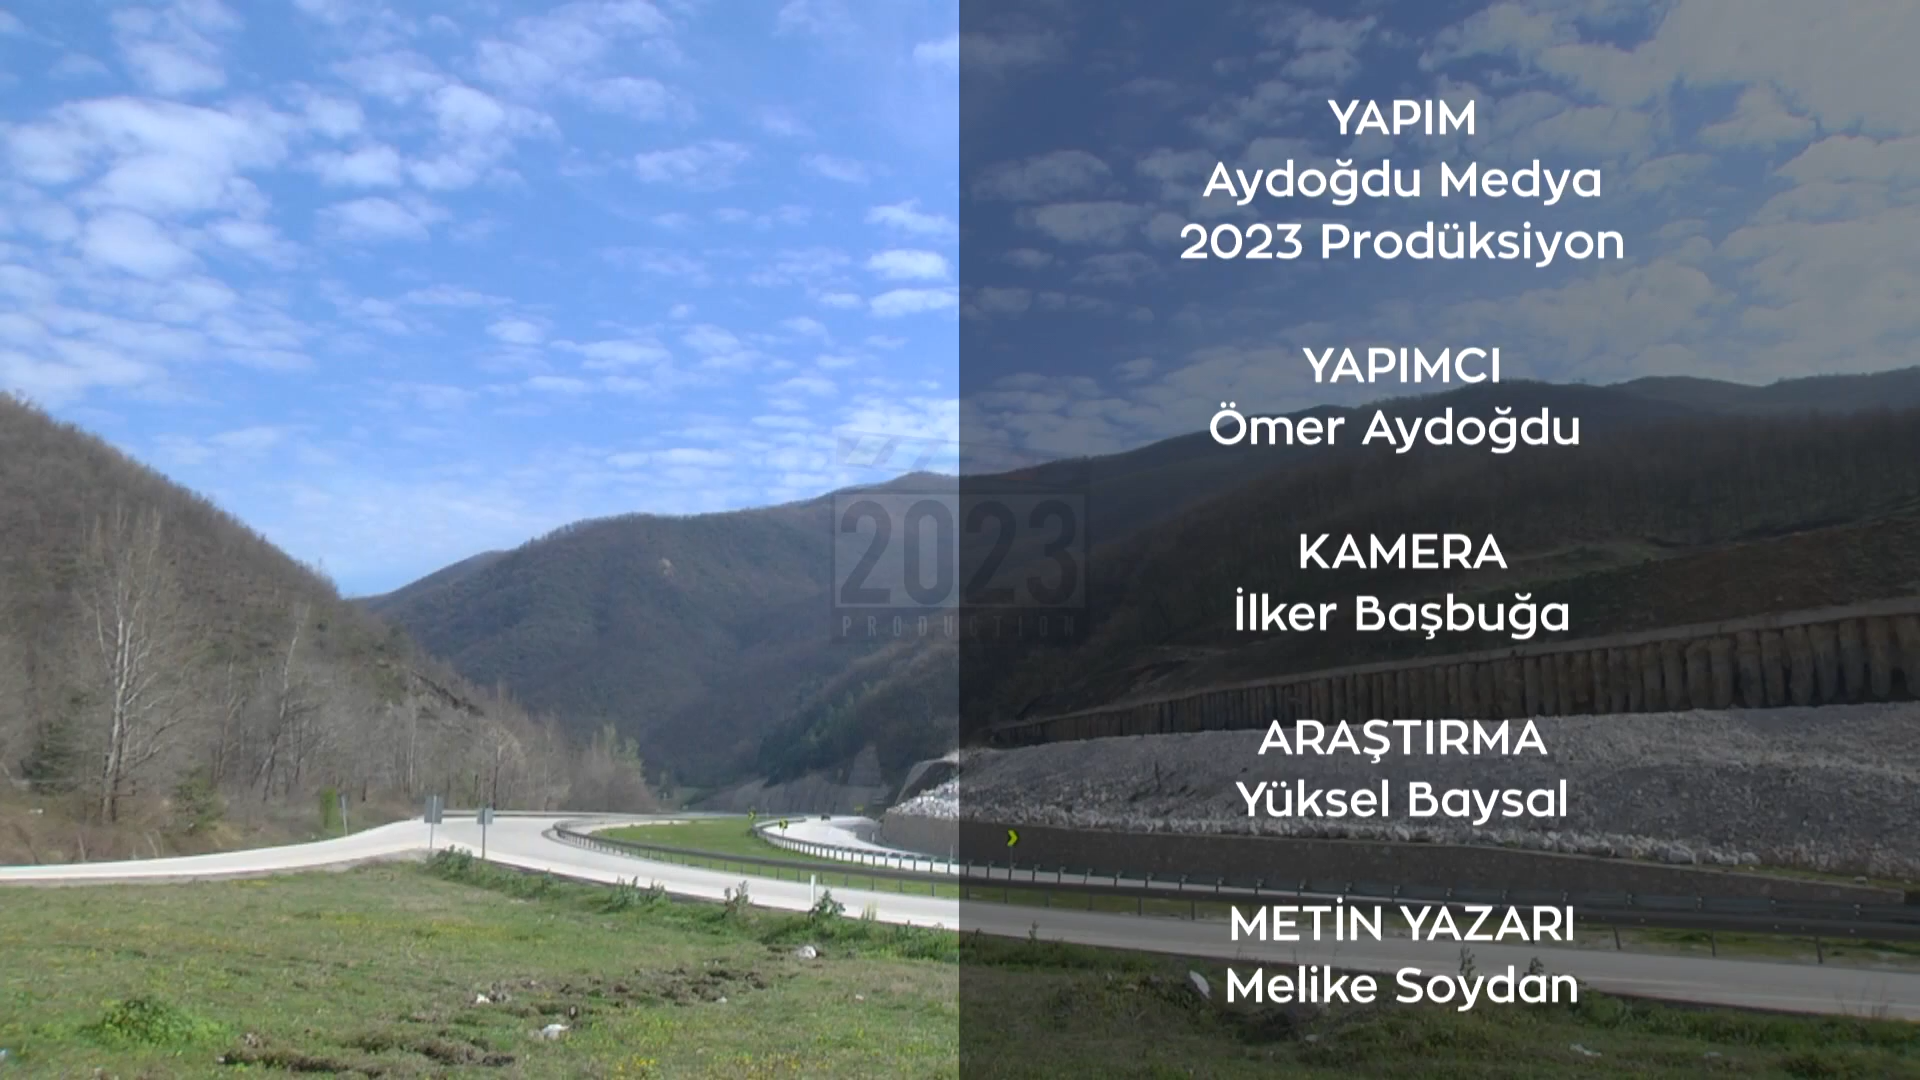 YAPIM
Aydoğdu Medya
2023 Prodüksiyon
YAPIMCI
Ömer Aydoğdu
KAMERA
İlker Başbuğa
ARAŞTIRMA
Yüksel Baysal
METİN YAZARI
Melike Soydan
2023
PRODUCTION